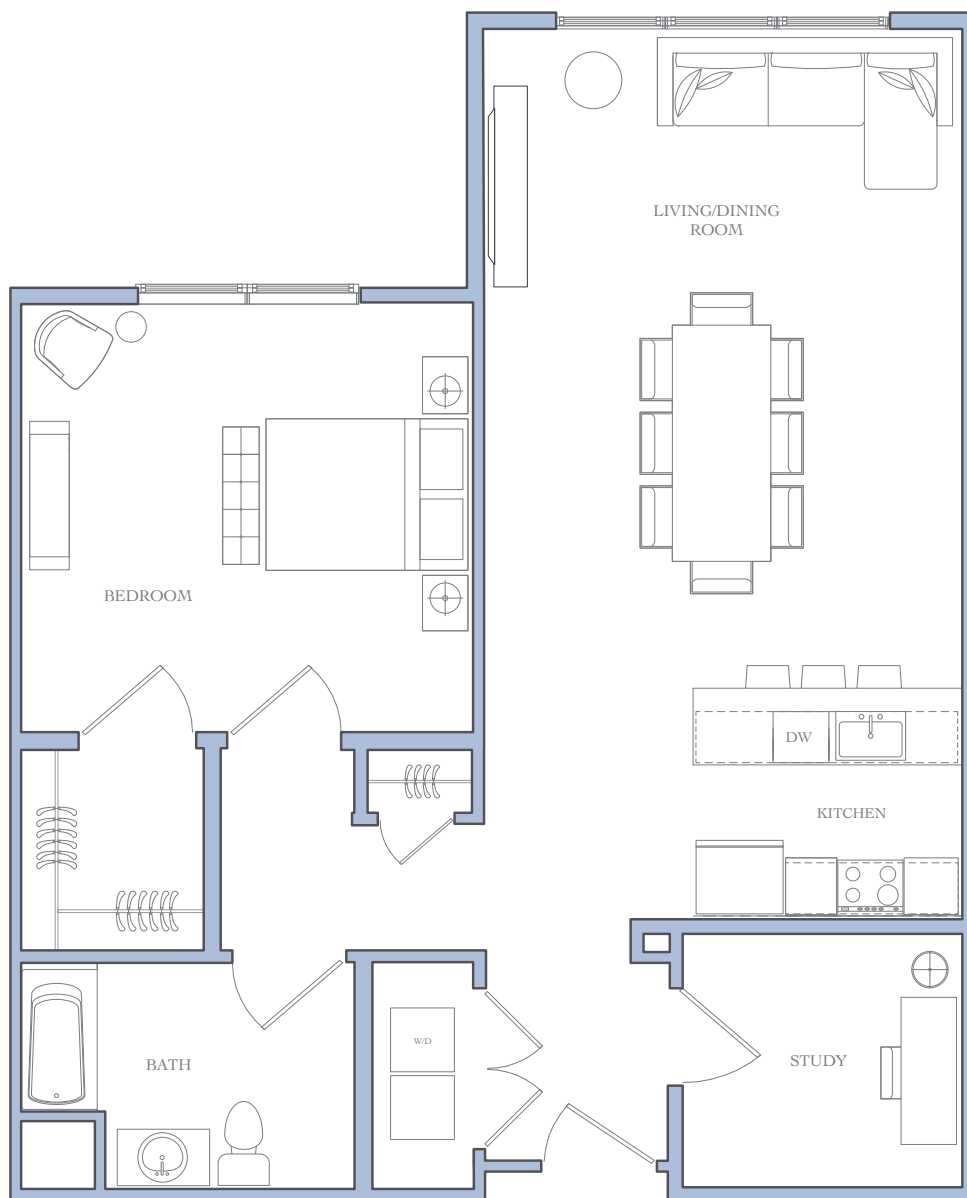 LIVING/DINING
ROOM
BEDROOM
DW
KITCHEN
W/D
BATH
STUDY